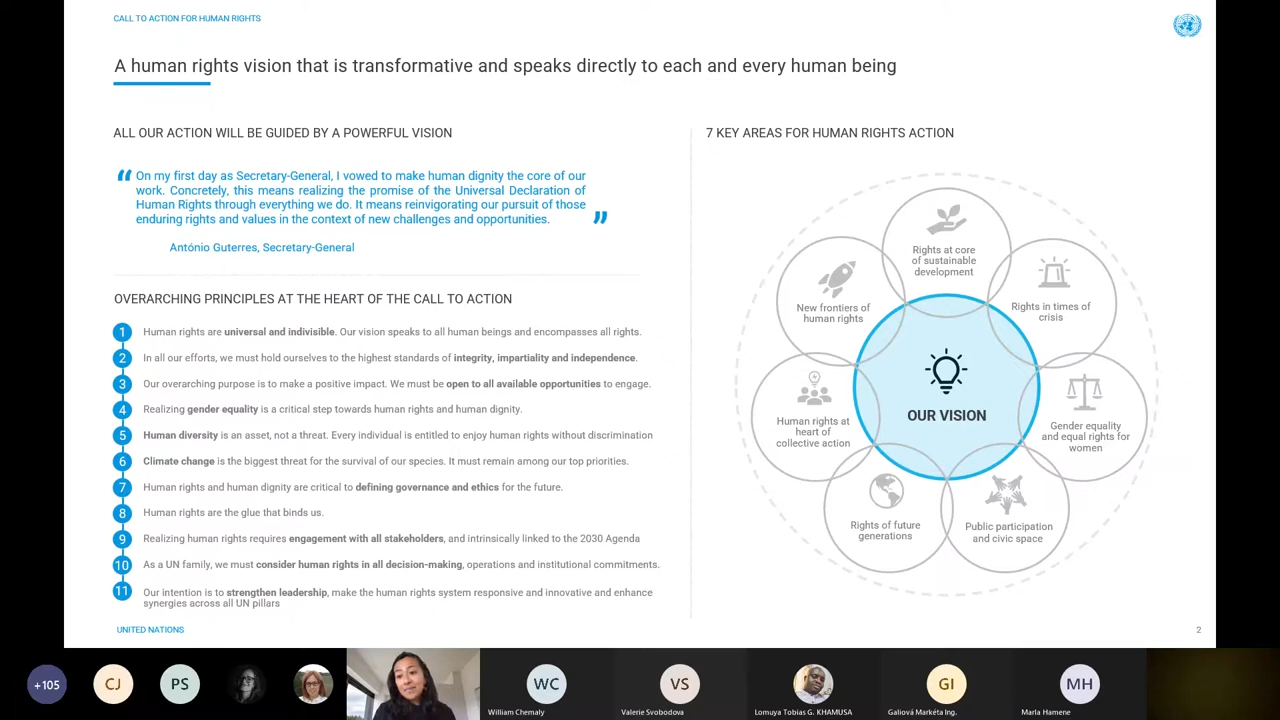 CALL TO ACTION FOR HUMAN RIGHTS
A human rights vision that is transformative and speaks directly to each and every human being
ALL OUR ACTION WILL BE GUIDED BY A POWERFUL VISION
“ On my first day as Secretary-General, I vowed to make human dignity the core of our
work. Concretely, this means realizing the promise of the Universal Declaration of
Human Rights through everything we do. It means reinvigorating our pursuit of those
enduring rights and values in the context of new challenges and opportunities. ”
António Guterres, Secretary-General
OVERARCHING PRINCIPLES AT THE HEART OF THE CALL TO ACTION
1 Human rights are universal and indivisible. Our vision speaks to all human beings and encompasses all rights.
2 In all our efforts, we must hold ourselves to the highest standards of integrity, impartiality and independence.
3 Our overarching purpose is to make a positive impact. We must be open to all available opportunities to engage.
4 Realizing gender equality is a critical step towards human rights and human dignity.
5 Human diversity is an asset, not a threat. Every individual is entitled to enjoy human rights without discrimination
6 Climate change is the biggest threat for the survival of our species. It must remain among our top priorities.
7 Human rights and human dignity are critical to defining governance and ethics for the future.
8 Human rights are the glue that binds us.
9 Realizing human rights requires engagement with all stakeholders, and intrinsically linked to the 2030 Agenda
10 As a UN family, we must consider human rights in all decision-making, operations and institutional commitments.
11 Our intention is to strengthen leadership, make the human rights system responsive and innovative and enhance
synergies across all UN pillars
7 KEY AREAS FOR HUMAN RIGHTS ACTION
Rights at core
of sustainable
development
Rights in times of
crisis
Gender equality
and equal rights for
women
Public participation
and civic space
Rights of future
generations
Human rights at
heart of
collective action
New frontiers of
human rights
OUR VISION
UNITED NATIONS
2
+105
CJ
PS
WC
William Chemaly
VS
Valerie Svobodova
Lomuya Tobias G. KHAMUSA
GI
Galiová Markéta Ing.
MH
Marla Hamene